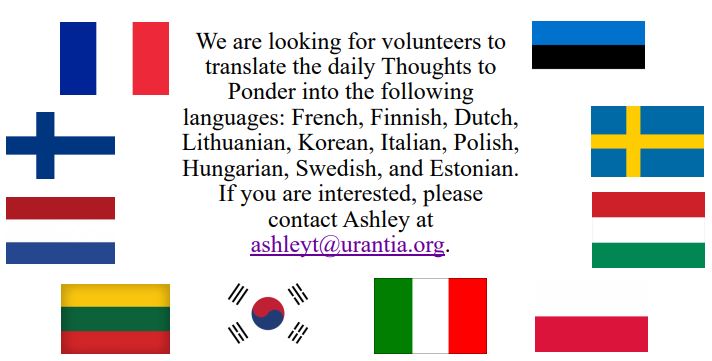 We are looking for volunteers to
translate the daily Thoughts to
Ponder into the following
languages: French, Finnish, Dutch,
Lithuanian, Korean, Italian, Polish,
Hungarian, Swedish, and Estonian.
If you are interested, please
contact Ashley at
ashleyt@urantia.org.